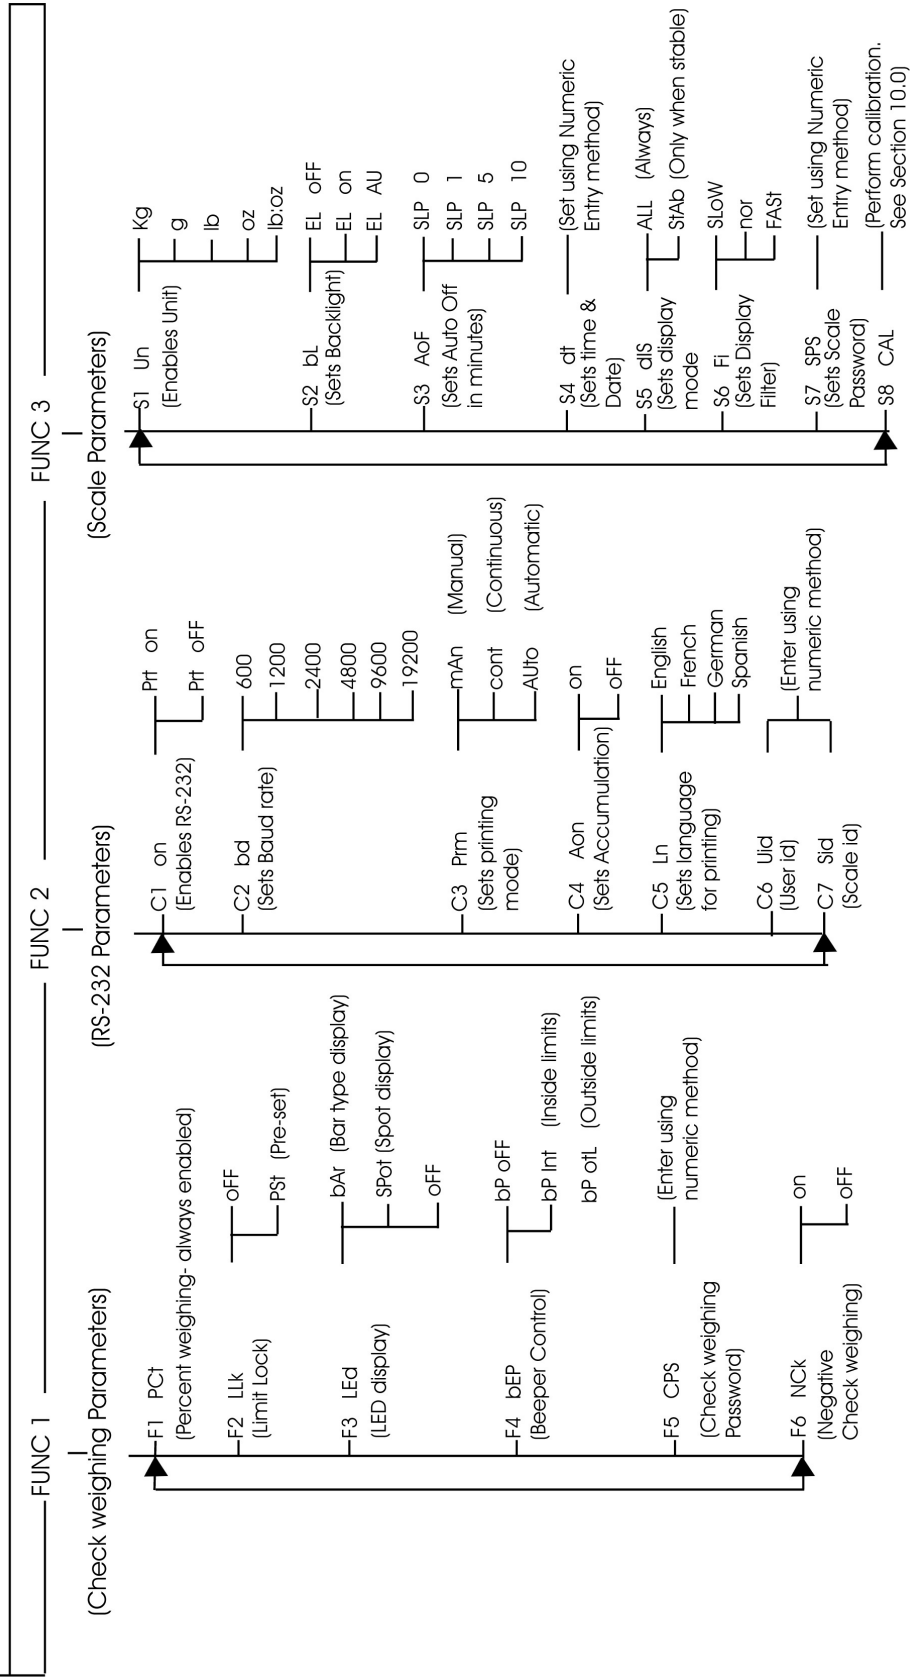 FUNC 1
(Check weighing Parameters)
F1 PCt
(Percent weighing- always enabled)
F2 LLk
(Limit Lock)
oFF
PSt (Pre-set)
F3 LEd
(LED display)
bAr (Bar type display)
SPot (Spot display)
oFF
F4 bEP
(Beeper Control)
bP oFF
bP Int (Inside limits)
bP otL (Outside limits)
F5 CPS
(Check weighing
Password)
(Enter using
numeric method)
F6 NCk
(Negative
Check weighing)
on
oFF
FUNC 2
(RS-232 Parameters)
C1 on
(Enables RS-232)
Prt on
Prt oFF
C2 bd
(Sets Baud rate)
600
1200
2400
4800
9600
19200
C3 Prm
(Sets printing
mode)
mAn (Manual)
cont (Continuous)
AUto (Automatic)
C4 Aon
(Sets Accumulation)
on
oFF
C5 Ln
(Sets language
for printing)
English
French
German
Spanish
C6 Uid
(User id)
C7 Sid
(Scale id)
(Enter using
numeric method)
FUNC 3
(Scale Parameters)
S1 Un
(Enables Unit)
Kg
g
lb
oz
lb:oz
S2 bL
(Sets Backlight)
EL oFF
EL on
EL AU
S3 AoF
(Sets Auto Off
in minutes)
SLP 0
SLP 1
SLP 5
SLP 10
S4 dt
(Sets time &
Date)
(Set using Numeric
Entry method)
S5 dIS
(Sets display
mode
ALL (Always)
StAb (Only when stable)
S6 Fi
(Sets Display
Filter)
SLoW
nor
FASt
S7 SPS
(Sets Scale
Password)
(Set using Numeric
Entry method)
S8 CAL
(Perform calibration.
See Section 10.0)